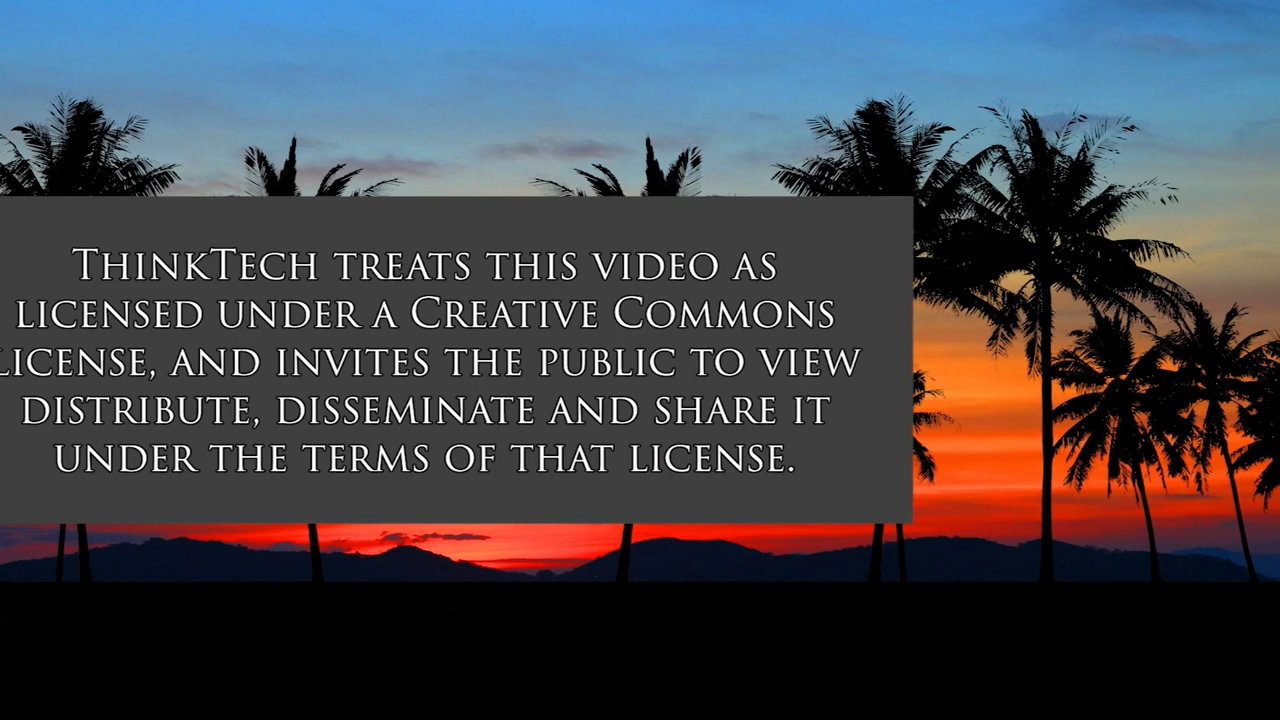 ThinkTech treats this video as
licensed under a Creative Commons
License, and invites the public to view
distribute, disseminate and share it
under the terms of that license.